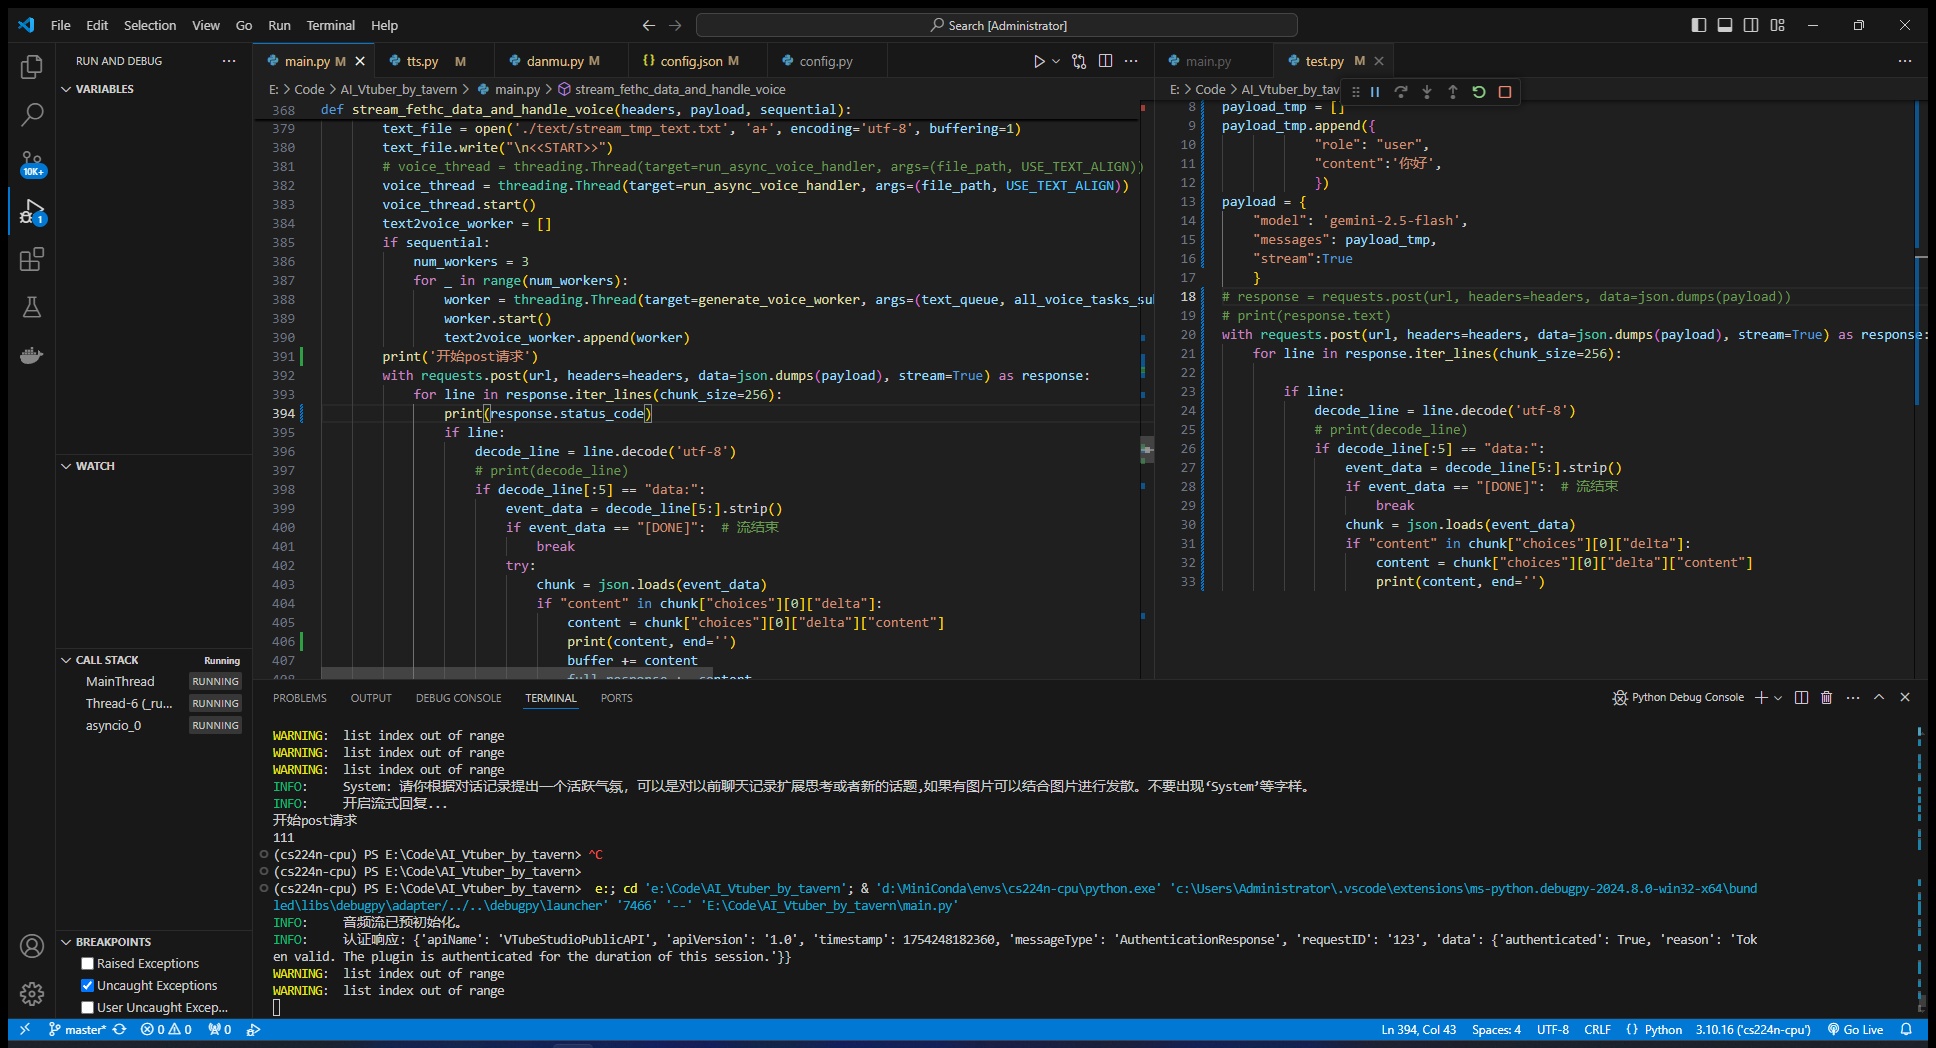 File Edit Selection View Go Run Terminal Help
Search [Administrator]
RUN AND DEBUG
main.py M
tts.py M
danmu.py M
{} config.json M
config.py
main.py
test.py M
VARIABLES
E: > Code > AI_Vtuber_by_tavern > main.py > stream_fethc_data_and_handle_voice
368 def stream_fethc_data_and_handle_voice(headers, payload, sequential):
379 text_file = open('./text/stream_tmp_text.txt', 'a+', encoding='utf-8', buffering=1)
380 text_file.write("\n<<START>>")
381 # voice_thread = threading.Thread(target=run_async_voice_handler, args=(file_path, USE_TEXT_ALIGN))
382 voice_thread = threading.Thread(target=run_async_voice_handler, args=(file_path, USE_TEXT_ALIGN))
383 voice_thread.start()
384 text2voice_worker = []
385 if sequential:
386 num_workers = 3
387 for _ in range(num_workers):
388 worker = threading.Thread(target=generate_voice_worker, args=(text_queue, all_voice_tasks_su
389 worker.start()
390 text2voice_worker.append(worker)
391 print('开始post请求')
392 with requests.post(url, headers=headers, data=json.dumps(payload), stream=True) as response:
393 for line in response.iter_lines(chunk_size=256):
394 print(response.status_code)
395 if line:
396 decode_line = line.decode('utf-8')
397 # print(decode_line)
398 if decode_line[:5] == "data:":
399 event_data = decode_line[5:].strip()
400 if event_data == "[DONE]": # 流结束
401 break
402 try:
403 chunk = json.loads(event_data)
404 if "content" in chunk["choices"][0]["delta"]:
405 content = chunk["choices"][0]["delta"]["content"]
406 print(content, end='')
407 buffer += content
E: > Code > AI_Vtuber_by_tav
8 payload_tmp = []
9 payload_tmp.append({
10 "role": "user",
11 "content":'你好',
12 })
13 payload = {
14 "model": 'gemini-2.5-flash',
15 "messages": payload_tmp,
16 "stream":True
17 }
18 # response = requests.post(url, headers=headers, data=json.dumps(payload))
19 # print(response.text)
20 with requests.post(url, headers=headers, data=json.dumps(payload), stream=True) as response:
21 for line in response.iter_lines(chunk_size=256):
22
23 if line:
24 decode_line = line.decode('utf-8')
25 # print(decode_line)
26 if decode_line[:5] == "data:":
27 event_data = decode_line[5:].strip()
28 if event_data == "[DONE]": # 流结束
29 break
30 chunk = json.loads(event_data)
31 if "content" in chunk["choices"][0]["delta"]:
32 content = chunk["choices"][0]["delta"]["content"]
33 print(content, end='')
10K+
1
WATCH
CALL STACK Running
MainThread RUNNING
Thread-6 (_ru... RUNNING
asyncio_0 RUNNING
BREAKPOINTS
Raised Exceptions
Uncaught Exceptions
User Uncaught Excep...
PROBLEMS OUTPUT DEBUG CONSOLE TERMINAL PORTS
Python Debug Console
WARNING: list index out of range
WARNING: list index out of range
WARNING: list index out of range
INFO: System: 请你根据对话记录提出一个活跃气氛, 可以是对以前聊天记录扩展思考或者新的话题,如果有图片可以结合图片进行发散。不要出现‘System’等字样。
INFO: 开启流式回复...
开始post请求
111
(cs224n-cpu) PS E:\Code\AI_Vtuber_by_tavern> ^C
(cs224n-cpu) PS E:\Code\AI_Vtuber_by_tavern>
(cs224n-cpu) PS E:\Code\AI_Vtuber_by_tavern> e:; cd 'e:\Code\AI_Vtuber_by_tavern'; & 'd:\MiniConda\envs\cs224n-cpu\python.exe' 'c:\Users\Administrator\.vscode\extensions\ms-python.debugpy-2024.8.0-win32-x64\bund
led\libs\debugpy\adapter/../..\debugpy\launcher' '7466' '--' 'E:\Code\AI_Vtuber_by_tavern\main.py'
INFO: 音频流已预初始化。
INFO: 认证响应: {'apiName': 'VTubeStudioPublicAPI', 'apiVersion': '1.0', 'timestamp': 1754248182360, 'messageType': 'AuthenticationResponse', 'requestID': '123', 'data': {'authenticated': True, 'reason': 'Tok
en valid. The plugin is authenticated for the duration of this session.'}}
WARNING: list index out of range
WARNING: list index out of range
master* 0 0 0
Ln 394, Col 43 Spaces: 4 UTF-8 CRLF {} Python 3.10.16 ('cs224n-cpu') Go Live